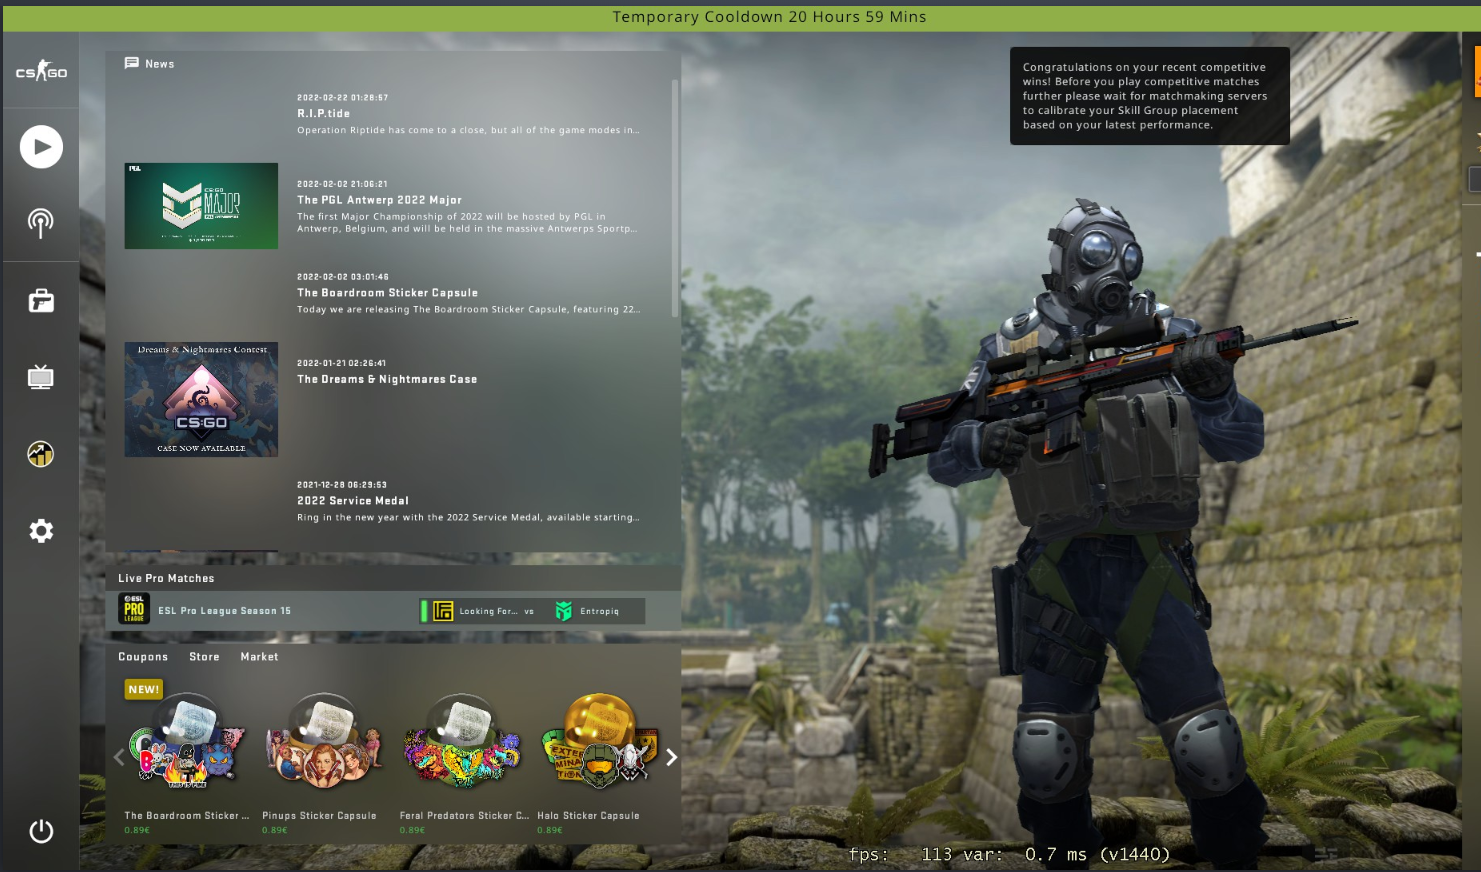 Temporary Cooldown 20 Hours 59 Mins
CS GO
News
2022-02-22 01:28:57
R.I.P.tide
Operation Riptide has come to a close, but all of the game modes in...
PGL
CS:GO
MAJOR
2022-02-02 21:06:21
The PGL Antwerp 2022 Major
The first Major Championship of 2022 will be hosted by PGL in
Antwerp, Belgium, and will be held in the massive Antwerps Sportp...
2022-02-02 03:01:46
The Boardroom Sticker Capsule
Today we are releasing The Boardroom Sticker Capsule, featuring 22...
Dreams & Nightmares Contest
CS:GO
CASE NOW AVAILABLE
2022-01-21 02:26:41
The Dreams & Nightmares Case
2021-12-28 06:29:53
2022 Service Medal
Ring in the new year with the 2022 Service Medal, available starting...
Congratulations on your recent competitive
wins! Before you play competitive matches
further please wait for matchmaking servers
to calibrate your Skill Group placement
based on your latest performance.
Live Pro Matches
ESL
PRO
LEAGUE
ESL Pro League Season 15
Looking For... vs Entropiq
Coupons Store Market
NEW!
EXTER
MINA
TION
The Boardroom Sticker ... Pinups Sticker Capsule Feral Predators Sticker C... Halo Sticker Capsule
0.89€ 0.89€ 0.89€ 0.89€
fps: 113 var: 0.7 ms (v1440)